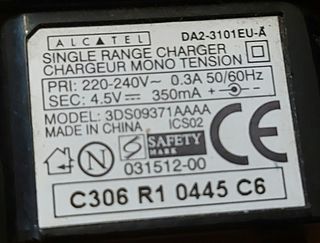 ALCATEL DA2-3101EU-A
SINGLE RANGE CHARGER
CHARGEUR MONO TENSION
PRI: 220-240V~ 0.3A 50/60Hz
SEC: 4.5V⎓ 350mA
MODEL: 3DS09371AAAA
MADE IN CHINA ICS02
N S SAFETY MARK CE
031512-00
C306 R1 0445 C6